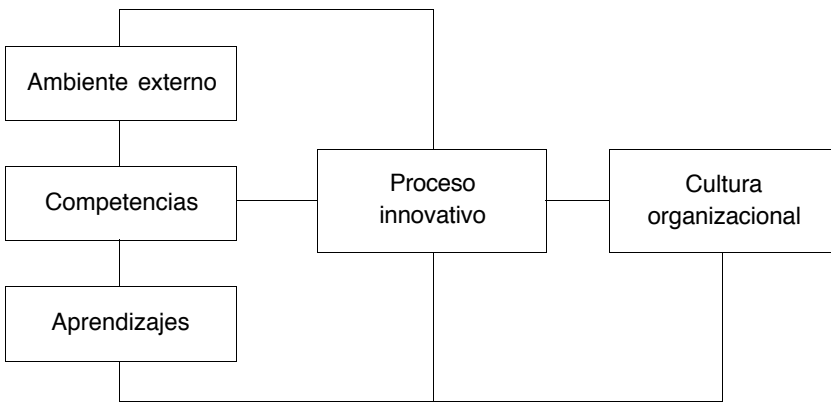 Ambiente externo
Competencias
Aprendizajes
Proceso
innovativo
Cultura
organizacional